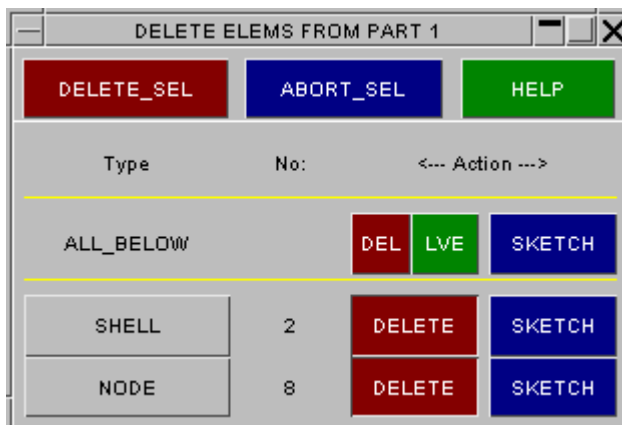 DELETE ELEMS FROM PART 1
DELETE_SEL ABORT_SEL HELP
Type No: <--- Action --->
ALL_BELOW DEL LVE SKETCH
SHELL 2 DELETE SKETCH
NODE 8 DELETE SKETCH